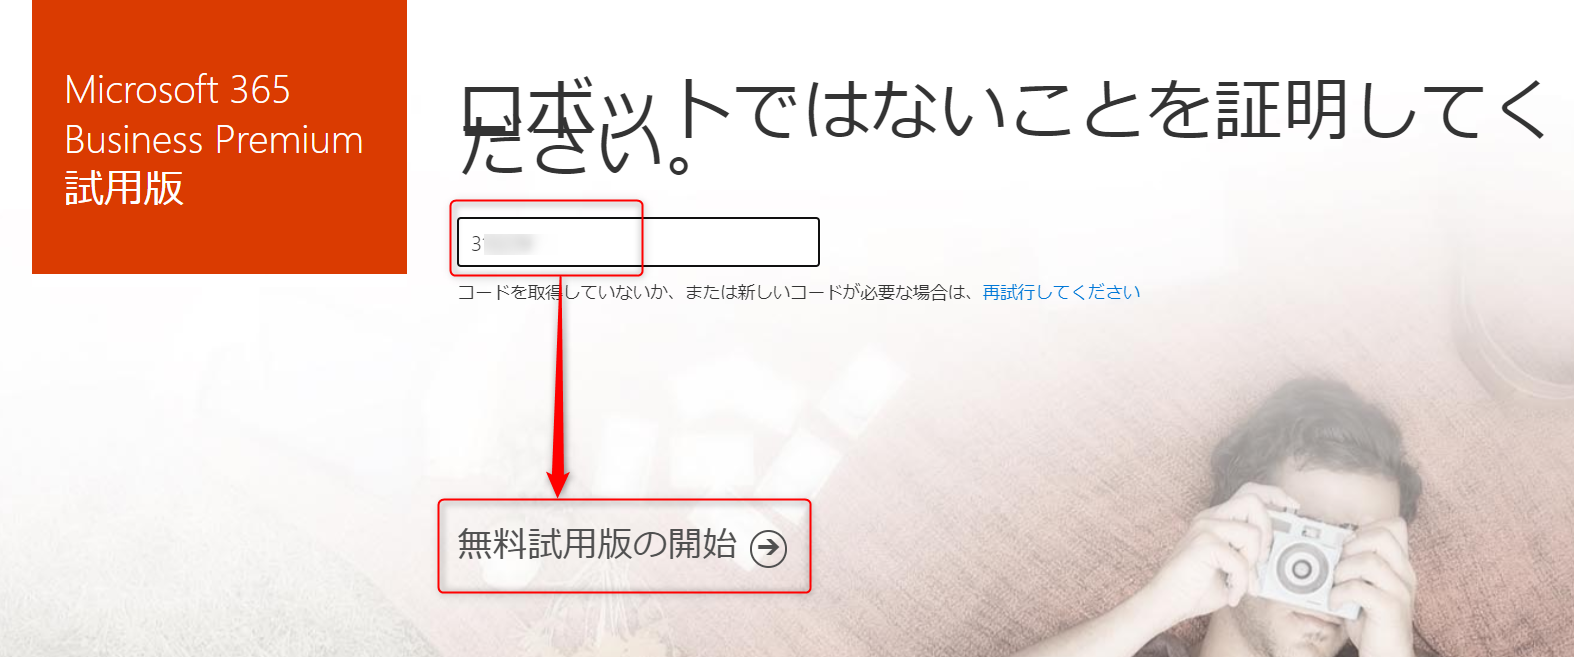 Microsoft 365
Business Premium
試用版
ロボットではないことを証明してく
ださい。
3
コードを取得していないか、または新しいコードが必要な場合は、再試行してください
無料試用版の開始